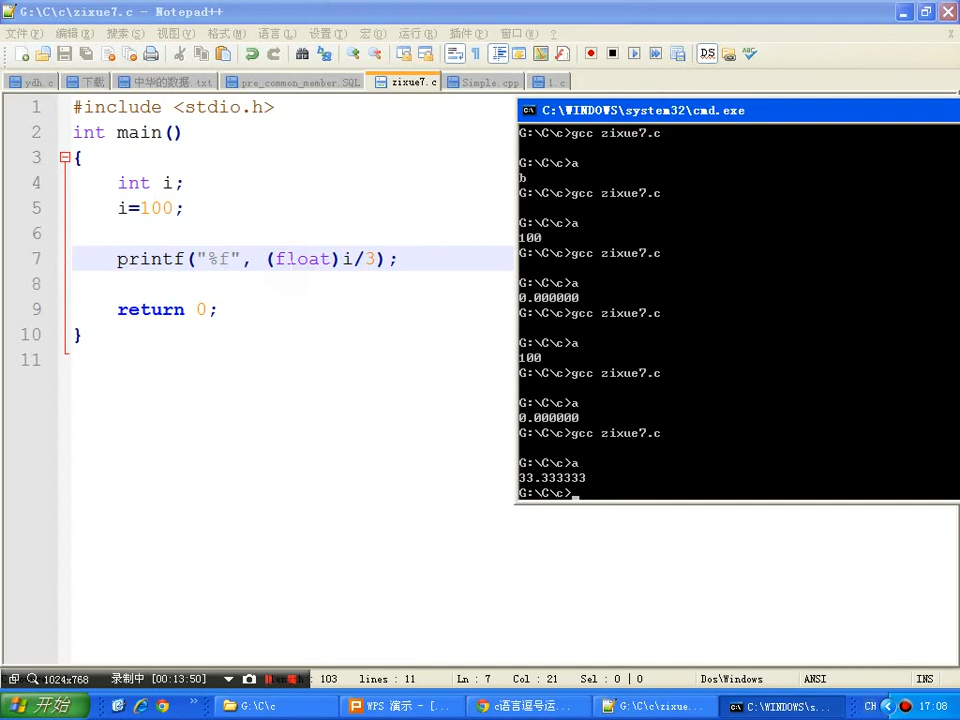 G:\C\c\zixue7.c - Notepad++
文件(F) 编辑(E) 搜索(S) 视图(V) 格式(M) 语言(L) 设置(T) 宏(O) 运行(R) 插件(P) 窗口(W) ? X
ydh.c 下载 中华的数据.txt pre_common_member.SQL zixue7.c Simple.cpp 1.c
1 #include <stdio.h>
2 int main()
3 {
4 int i;
5 i=100;
6
7 printf("%f", (float)i/3);
8
9 return 0;
10 }
11
C:\WINDOWS\system32\cmd.exe
G:\C\c>gcc zixue7.c
G:\C\c>a
b
G:\C\c>gcc zixue7.c
G:\C\c>a
100
G:\C\c>gcc zixue7.c
G:\C\c>a
0.000000
G:\C\c>gcc zixue7.c
G:\C\c>a
100
G:\C\c>gcc zixue7.c
G:\C\c>a
0.000000
G:\C\c>gcc zixue7.c
G:\C\c>a
33.333333
G:\C\c>_
1024x768 录制中 [00:13:50] : 103 lines : 11 Ln : 7 Col : 21 Sel : 0 | 0 Dos\Windows ANSI INS
开始 G:\C\c WPS 演示 - [... c语言逗号运... G:\C\c\zixue... C:\WINDOWS\s... CH 17:08